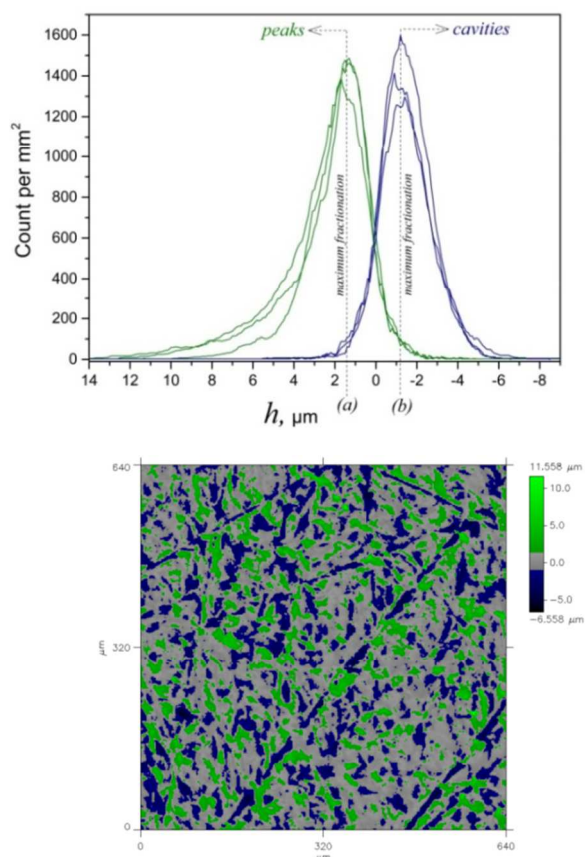 peaks
cavities
Count per mm²
1600
1400
1200
1000
800
600
400
200
0
maximum fractionation
maximum fractionation
14 12 10 8 6 4 2 0 -2 -4 -6 -8
h, μm
(a)
(b)
640
320
0
μm
11.558 μm
10.0
5.0
0.0
-5.0
-6.558 μm
0 320 640
μm